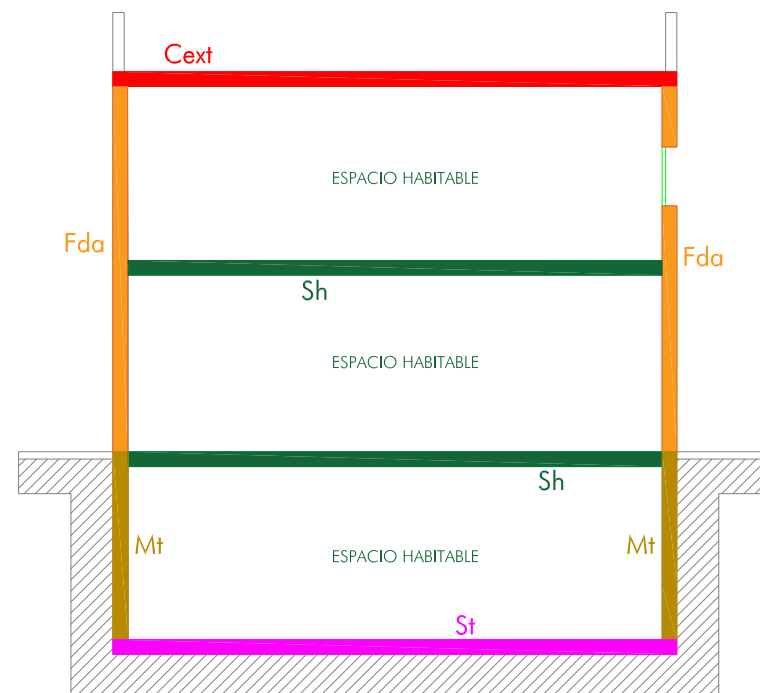 Cext
ESPACIO HABITABLE
Fda
Fda
Sh
ESPACIO HABITABLE
Sh
Mt
Mt
ESPACIO HABITABLE
St